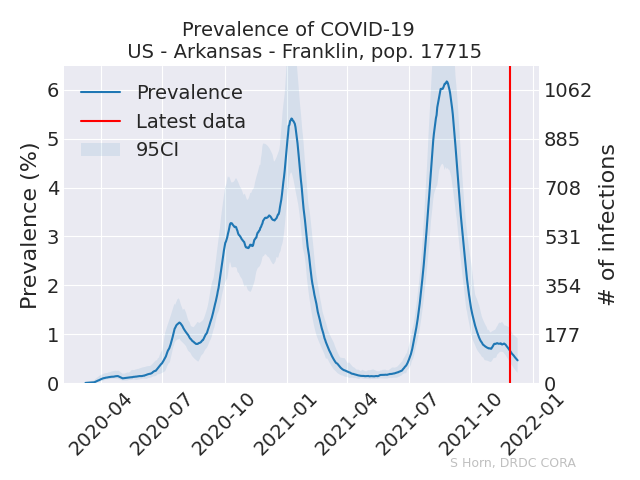 Prevalence of COVID-19
US - Arkansas - Franklin, pop. 17715
Prevalence
Latest data
95CI
Prevalence (%)
6
5
4
3
2
1
0
1062
885
708
531
354
177
0
# of infections
2020-04
2020-07
2020-10
2021-01
2021-04
2021-07
2021-10
2022-01
S Horn, DRDC CORA